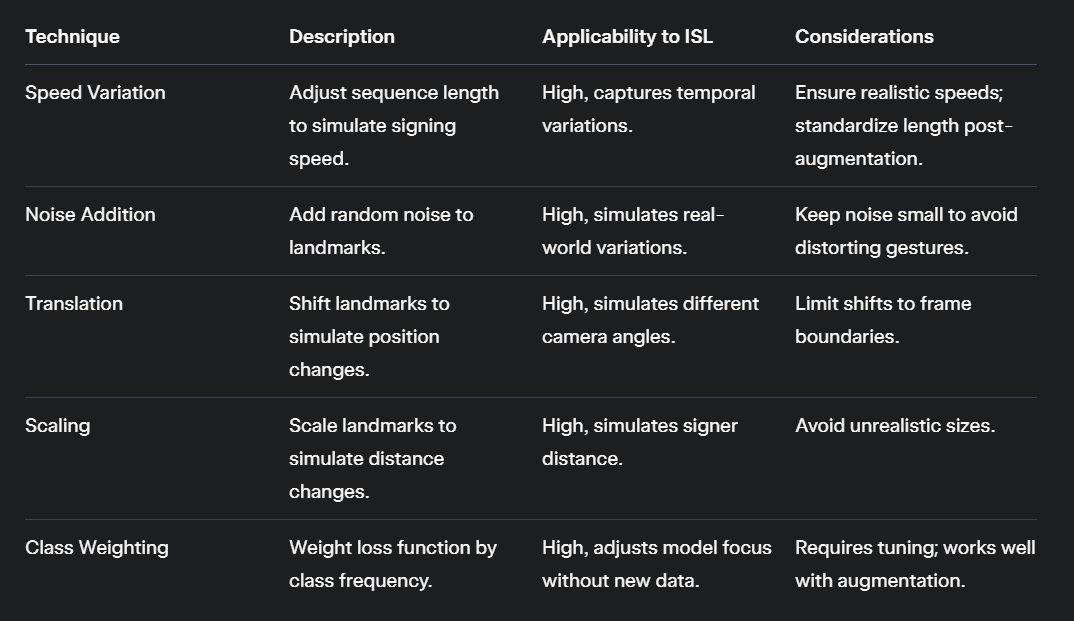 Technique Description Applicability to ISL Considerations
Speed Variation Adjust sequence length High, captures temporal Ensure realistic speeds;
to simulate signing variations. standardize length post-
speed. augmentation.
Noise Addition Add random noise to High, simulates real- Keep noise small to avoid
landmarks. world variations. distorting gestures.
Translation Shift landmarks to High, simulates different Limit shifts to frame
simulate position camera angles. boundaries.
changes.
Scaling Scale landmarks to High, simulates signer Avoid unrealistic sizes.
simulate distance distance.
changes.
Class Weighting Weight loss function by High, adjusts model focus Requires tuning; works well
class frequency. without new data. with augmentation.